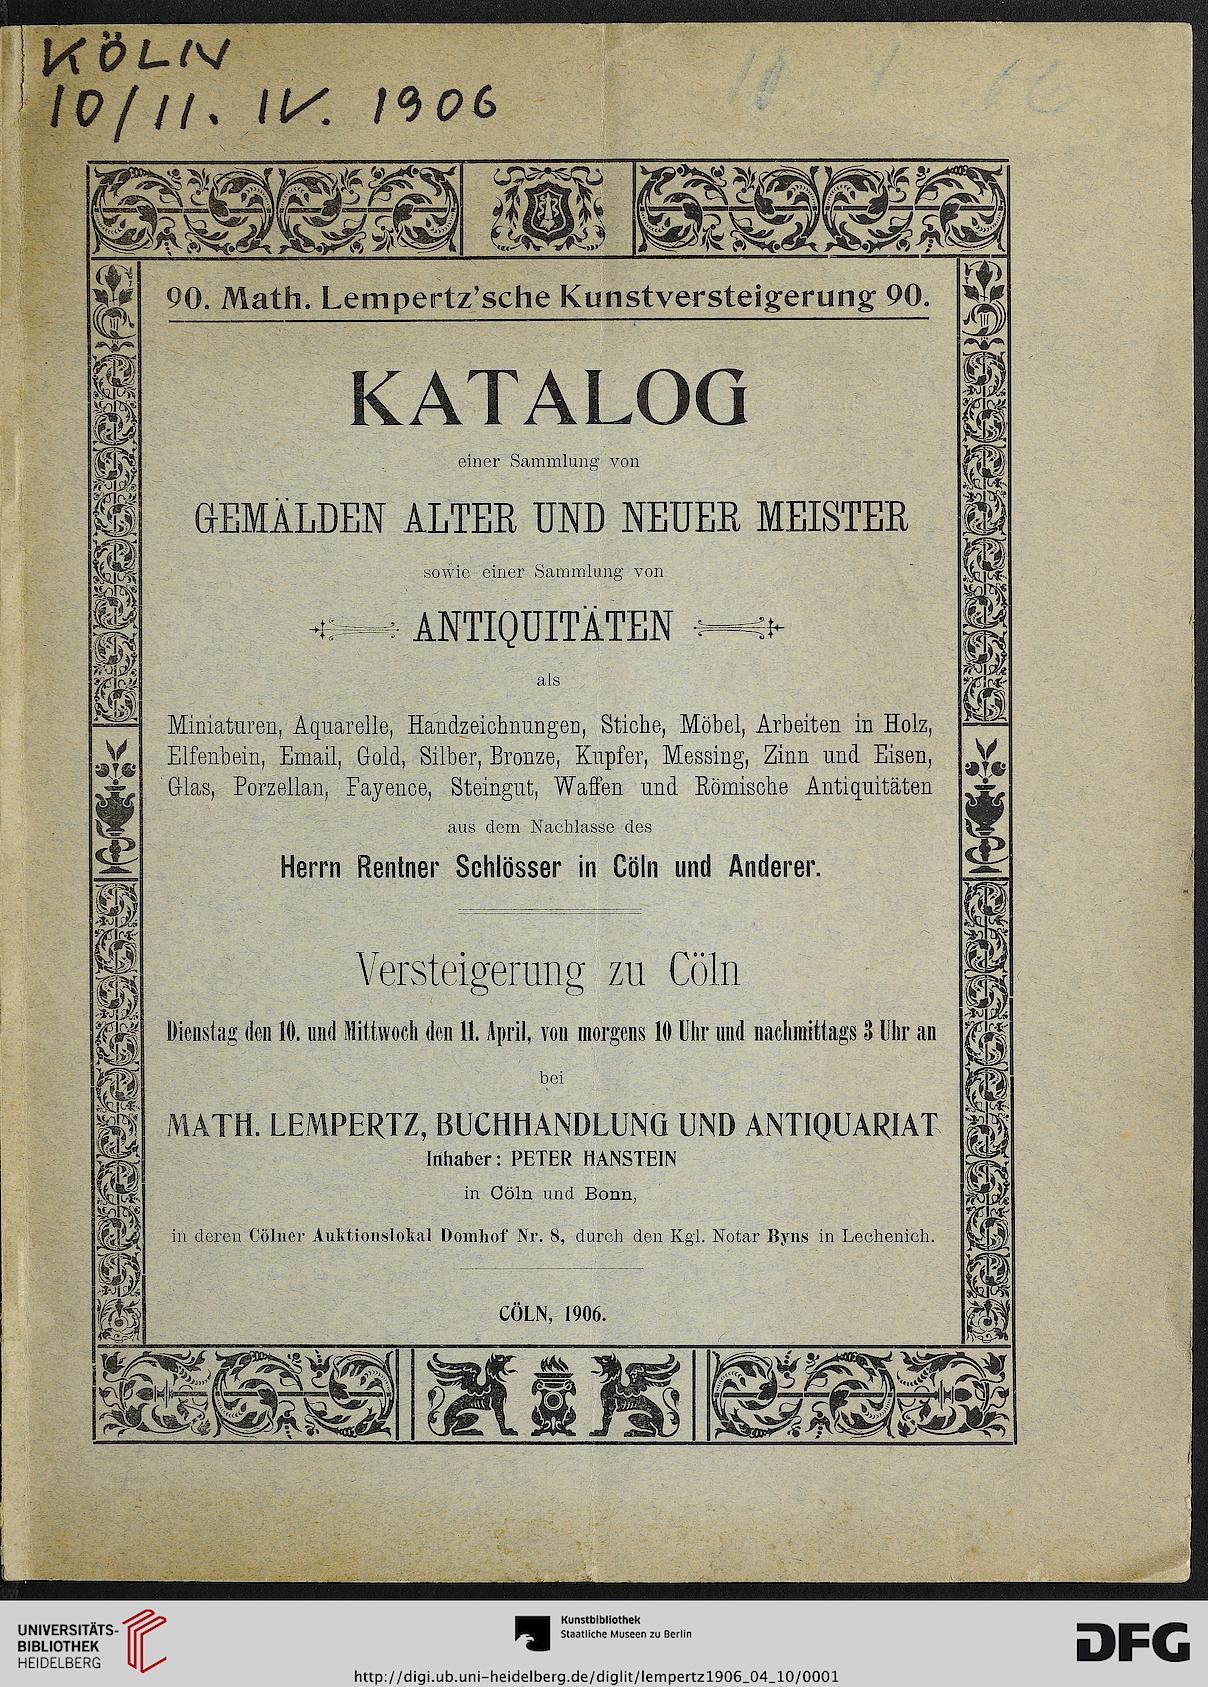 KÖLN
10/11. IV. 1906
90. Math. Lempertz'sche Kunstversteigerung 90.
KATALOG
einer Sammlung von
GEMÄLDEN ALTER UND NEUER MEISTER
sowie einer Sammlung von
ANTIQUITÄTEN
als
Miniaturen, Aquarelle, Handzeichnungen, Stiche, Möbel, Arbeiten in Holz,
Elfenbein, Email, Gold, Silber, Bronze, Kupfer, Messing, Zinn und Eisen,
Glas, Porzellan, Fayence, Steingut, Waffen und Römische Antiquitäten
aus dem Nachlasse des
Herrn Rentner Schlösser in Cöln und Anderer.
Versteigerung zu Cöln
Dienstag den 10. und Mittwoch den 11. April, von morgens 10 Uhr und nachmittags 3 Uhr an
bei
MATH. LEMPERTZ, BUCHHANDLUNG UND ANTIQUARIAT
Inhaber: PETER HANSTEIN
in Cöln und Bonn,
in deren Cölner Auktionslokal Domhof Nr. 8, durch den Kgl. Notar Byns in Lechenich.
CÖLN, 1906.
UNIVERSITÄTS-
BIBLIOTHEK
HEIDELBERG
Kunstbibliothek
Staatliche Museen zu Berlin
DFG
http://digi.ub.uni-heidelberg.de/diglit/lempertz1906_04_10/0001